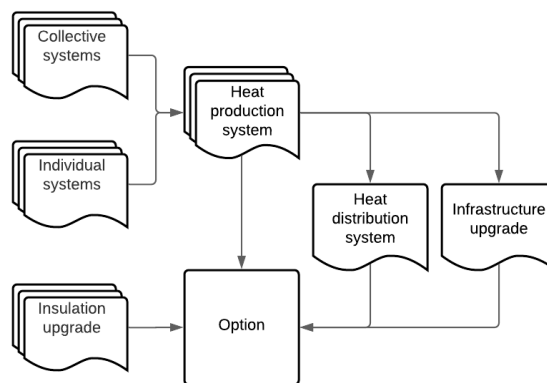 Collective
systems
Heat
production
system
Individual
systems
Heat
distribution
system
Infrastructure
upgrade
Insulation
upgrade
Option